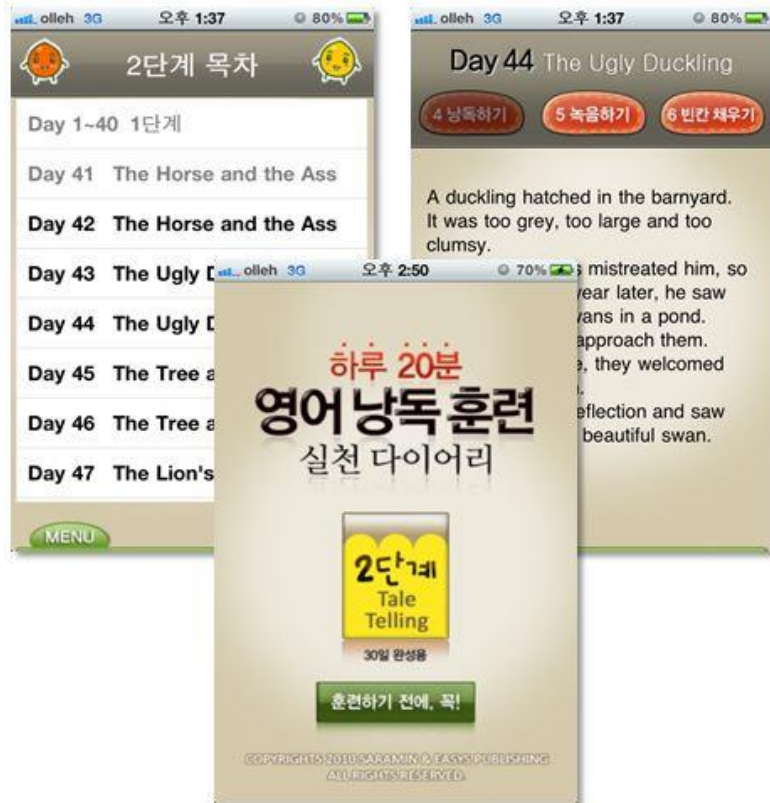 olleh 3G 오후 1:37 80%
2단계 목차
Day 1~40 1단계
Day 41 The Horse and the Ass
Day 42 The Horse and the Ass
Day 43 The Ugly D
Day 44 The Ugly D
Day 45 The Tree a
Day 46 The Tree a
Day 47 The Lion's
MENU
olleh 3G 오후 1:37 80%
Day 44 The Ugly Duckling
4 낭독하기 5 녹음하기 6 빈칸 채우기
A duckling hatched in the barnyard.
It was too grey, too large and too
clumsy.
s mistreated him, so
year later, he saw
ans in a pond.
approach them.
e, they welcomed
eflection and saw
beautiful swan.
olleh 3G 오후 2:50 70%
하루 20분
영어 낭독 훈련
실천 다이어리
2단계
Tale
Telling
30일 완성용
훈련하기 전에, 꼭!
COPYRIGHTS 2010 SARAMIN & EASYS PUBLISHING
ALL RIGHTS RESERVED.